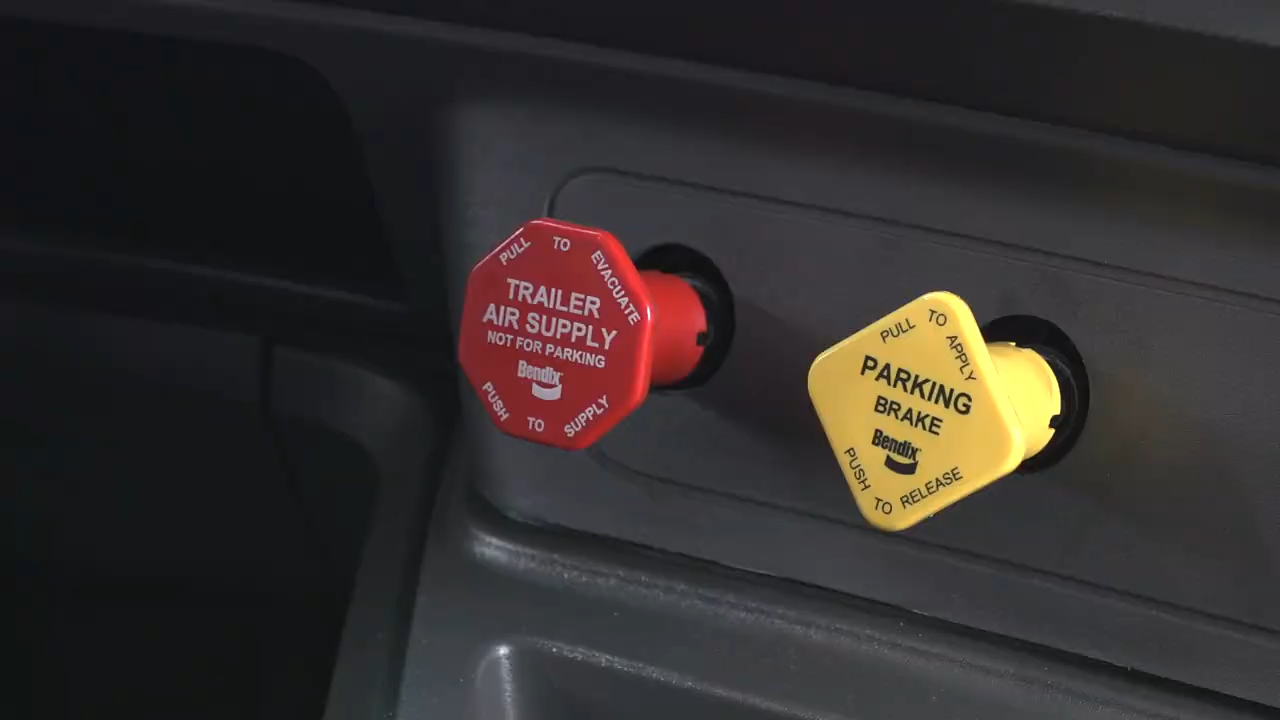 PULL TO EVACUATE
TRAILER
AIR SUPPLY
NOT FOR PARKING
Bendix
PUSH TO SUPPLY
PULL TO APPLY
PARKING
BRAKE
Bendix
PUSH TO RELEASE